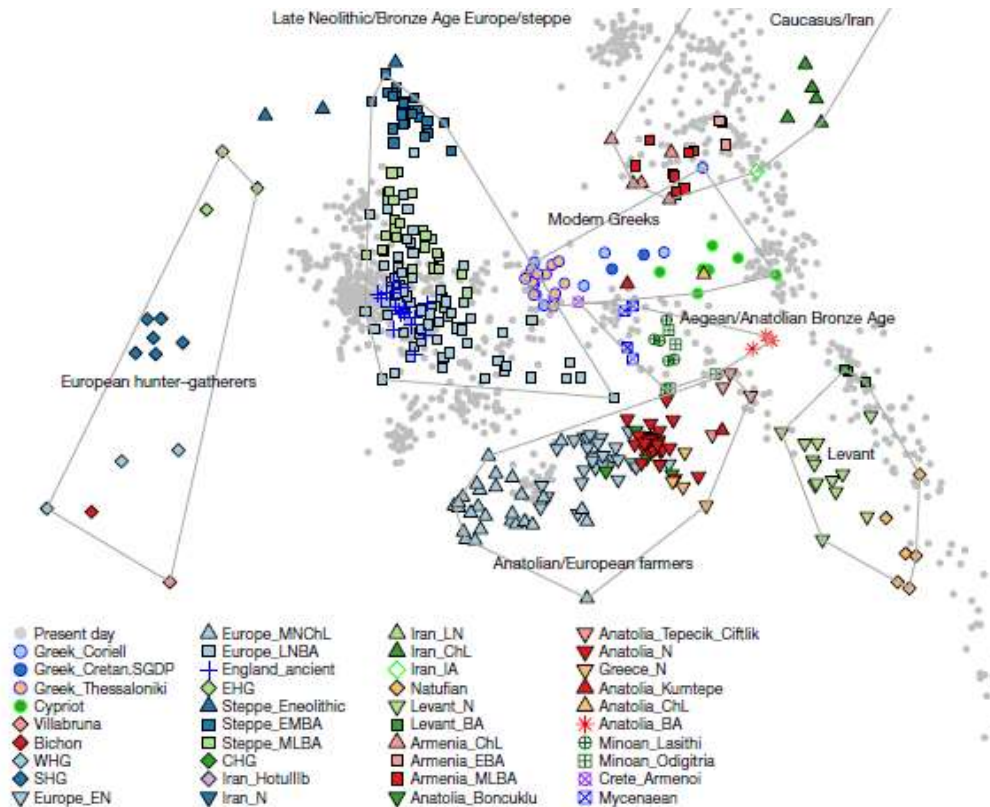 Late Neolithic/Bronze Age Europe/steppe
Caucasus/Iran
Modern Greeks
Aegean/Anatolian Bronze Age
European hunter-gatherers
Levant
Anatolian/European farmers
Present day
Greek_Coriell
Greek_Cretan.SGDP
Greek_Thessaloniki
Cypriot
Villabruna
Bichon
WHG
SHG
Europe_EN
Europe_MNChL
Europe_LNBA
England_ancient
EHG
Steppe_Eneolithic
Steppe_EMBA
Steppe_MLBA
CHG
Iran_HotuIIIb
Iran_N
Iran_LN
Iran_ChL
Iran_IA
Natufian
Levant_N
Levant_BA
Armenia_ChL
Armenia_EBA
Armenia_MLBA
Anatolia_Boncuklu
Anatolia_Tepecik_Ciftlik
Anatolia_N
Greece_N
Anatolia_Kumtepe
Anatolia_ChL
Anatolia_BA
Minoan_Lasithi
Minoan_Odigitria
Crete_Armenoi
Mycenaean